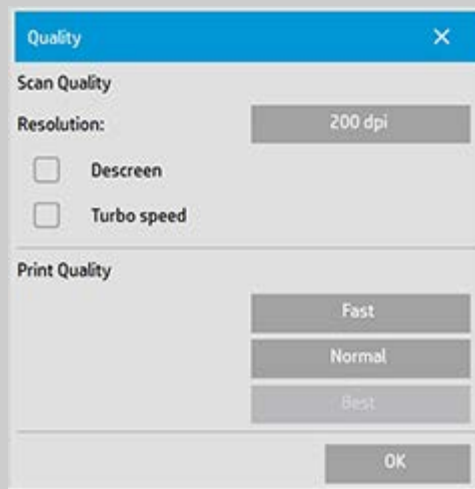 Quality
Scan Quality
Resolution: 200 dpi
Descreen
Turbo speed
Print Quality
Fast
Normal
Best
OK